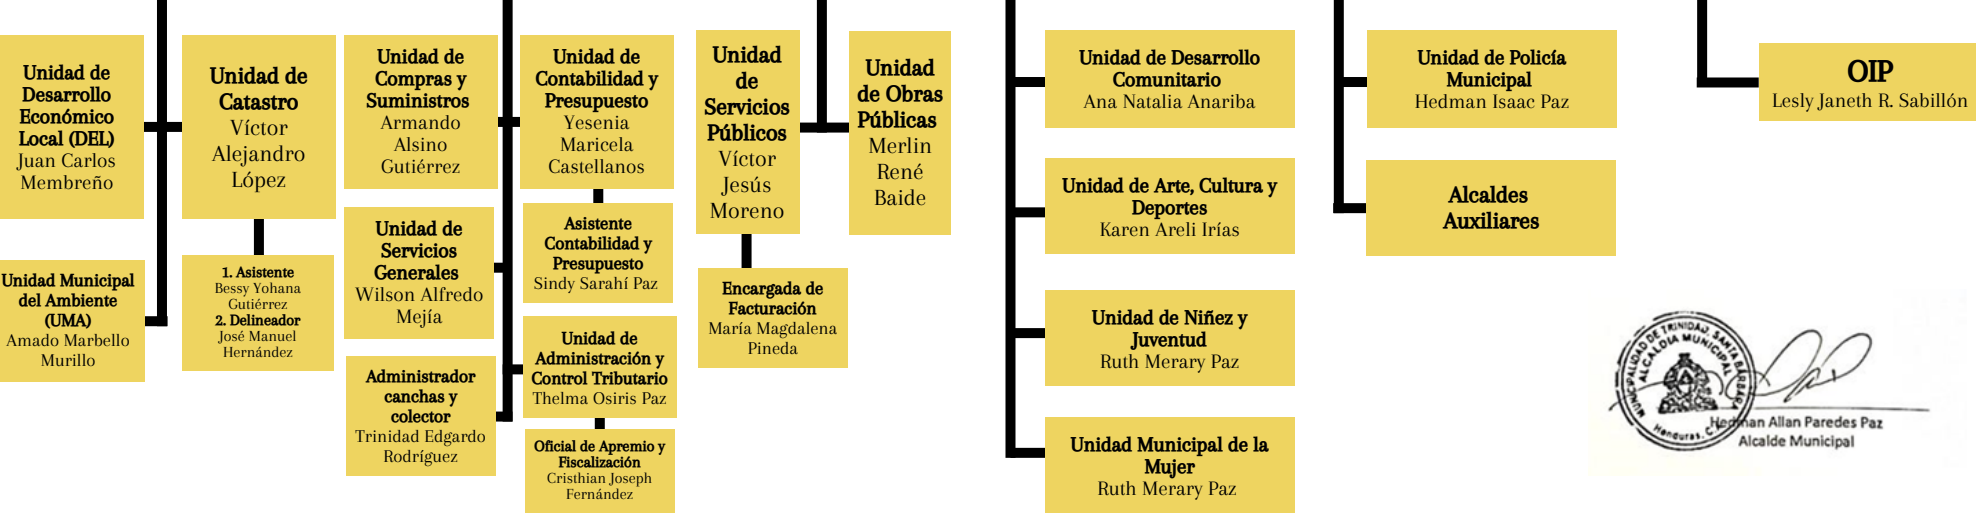 Unidad de
Desarrollo
Económico
Local (DEL)
Juan Carlos
Membreño
Unidad Municipal
del Ambiente
(UMA)
Amado Marbello
Murillo
Unidad de
Catastro
Víctor
Alejandro
López
1. Asistente
Bessy Yohana
Gutiérrez
2. Delineador
José Manuel
Hernández
Unidad de
Compras y
Suministros
Armando
Alsino
Gutiérrez
Unidad de
Servicios
Generales
Wilson Alfredo
Mejía
Administrador
canchas y
colector
Trinidad Edgardo
Rodríguez
Unidad de
Contabilidad y
Presupuesto
Yesenia
Maricela
Castellanos
Asistente
Contabilidad y
Presupuesto
Sindy Sarahí Paz
Unidad de
Administración y
Control Tributario
Thelma Osiris Paz
Oficial de Apremio y
Fiscalización
Cristhian Joseph
Fernández
Unidad
de
Servicios
Públicos
Víctor
Jesús
Moreno
Encargada de
Facturación
María Magdalena
Pineda
Unidad
de Obras
Públicas
Merlin
René
Baide
Unidad de Desarrollo
Comunitario
Ana Natalia Anariba
Unidad de Arte, Cultura y
Deportes
Karen Areli Irías
Unidad de Niñez y
Juventud
Ruth Merary Paz
Unidad Municipal de la
Mujer
Ruth Merary Paz
Unidad de Policía
Municipal
Hedman Isaac Paz
Alcaldes
Auxiliares
OIP
Lesly Janeth R. Sabillón
MUNICIPALIDAD DE TRINIDAD, SANTA BÁRBARA
ALCALDIA MUNICIPAL
Honduras, C.
Hedman Allan Paredes Paz
Alcalde Municipal